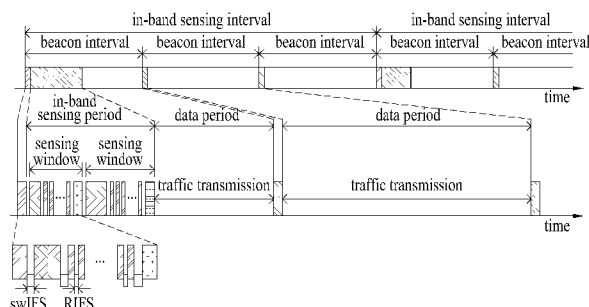 in-band sensing interval in-band sensing interval
beacon interval beacon interval beacon interval beacon interval beacon interval
time
in-band
sensing period data period data period
sensing window sensing window
traffic transmission traffic transmission
...
...
time
...
swIFS RIFS